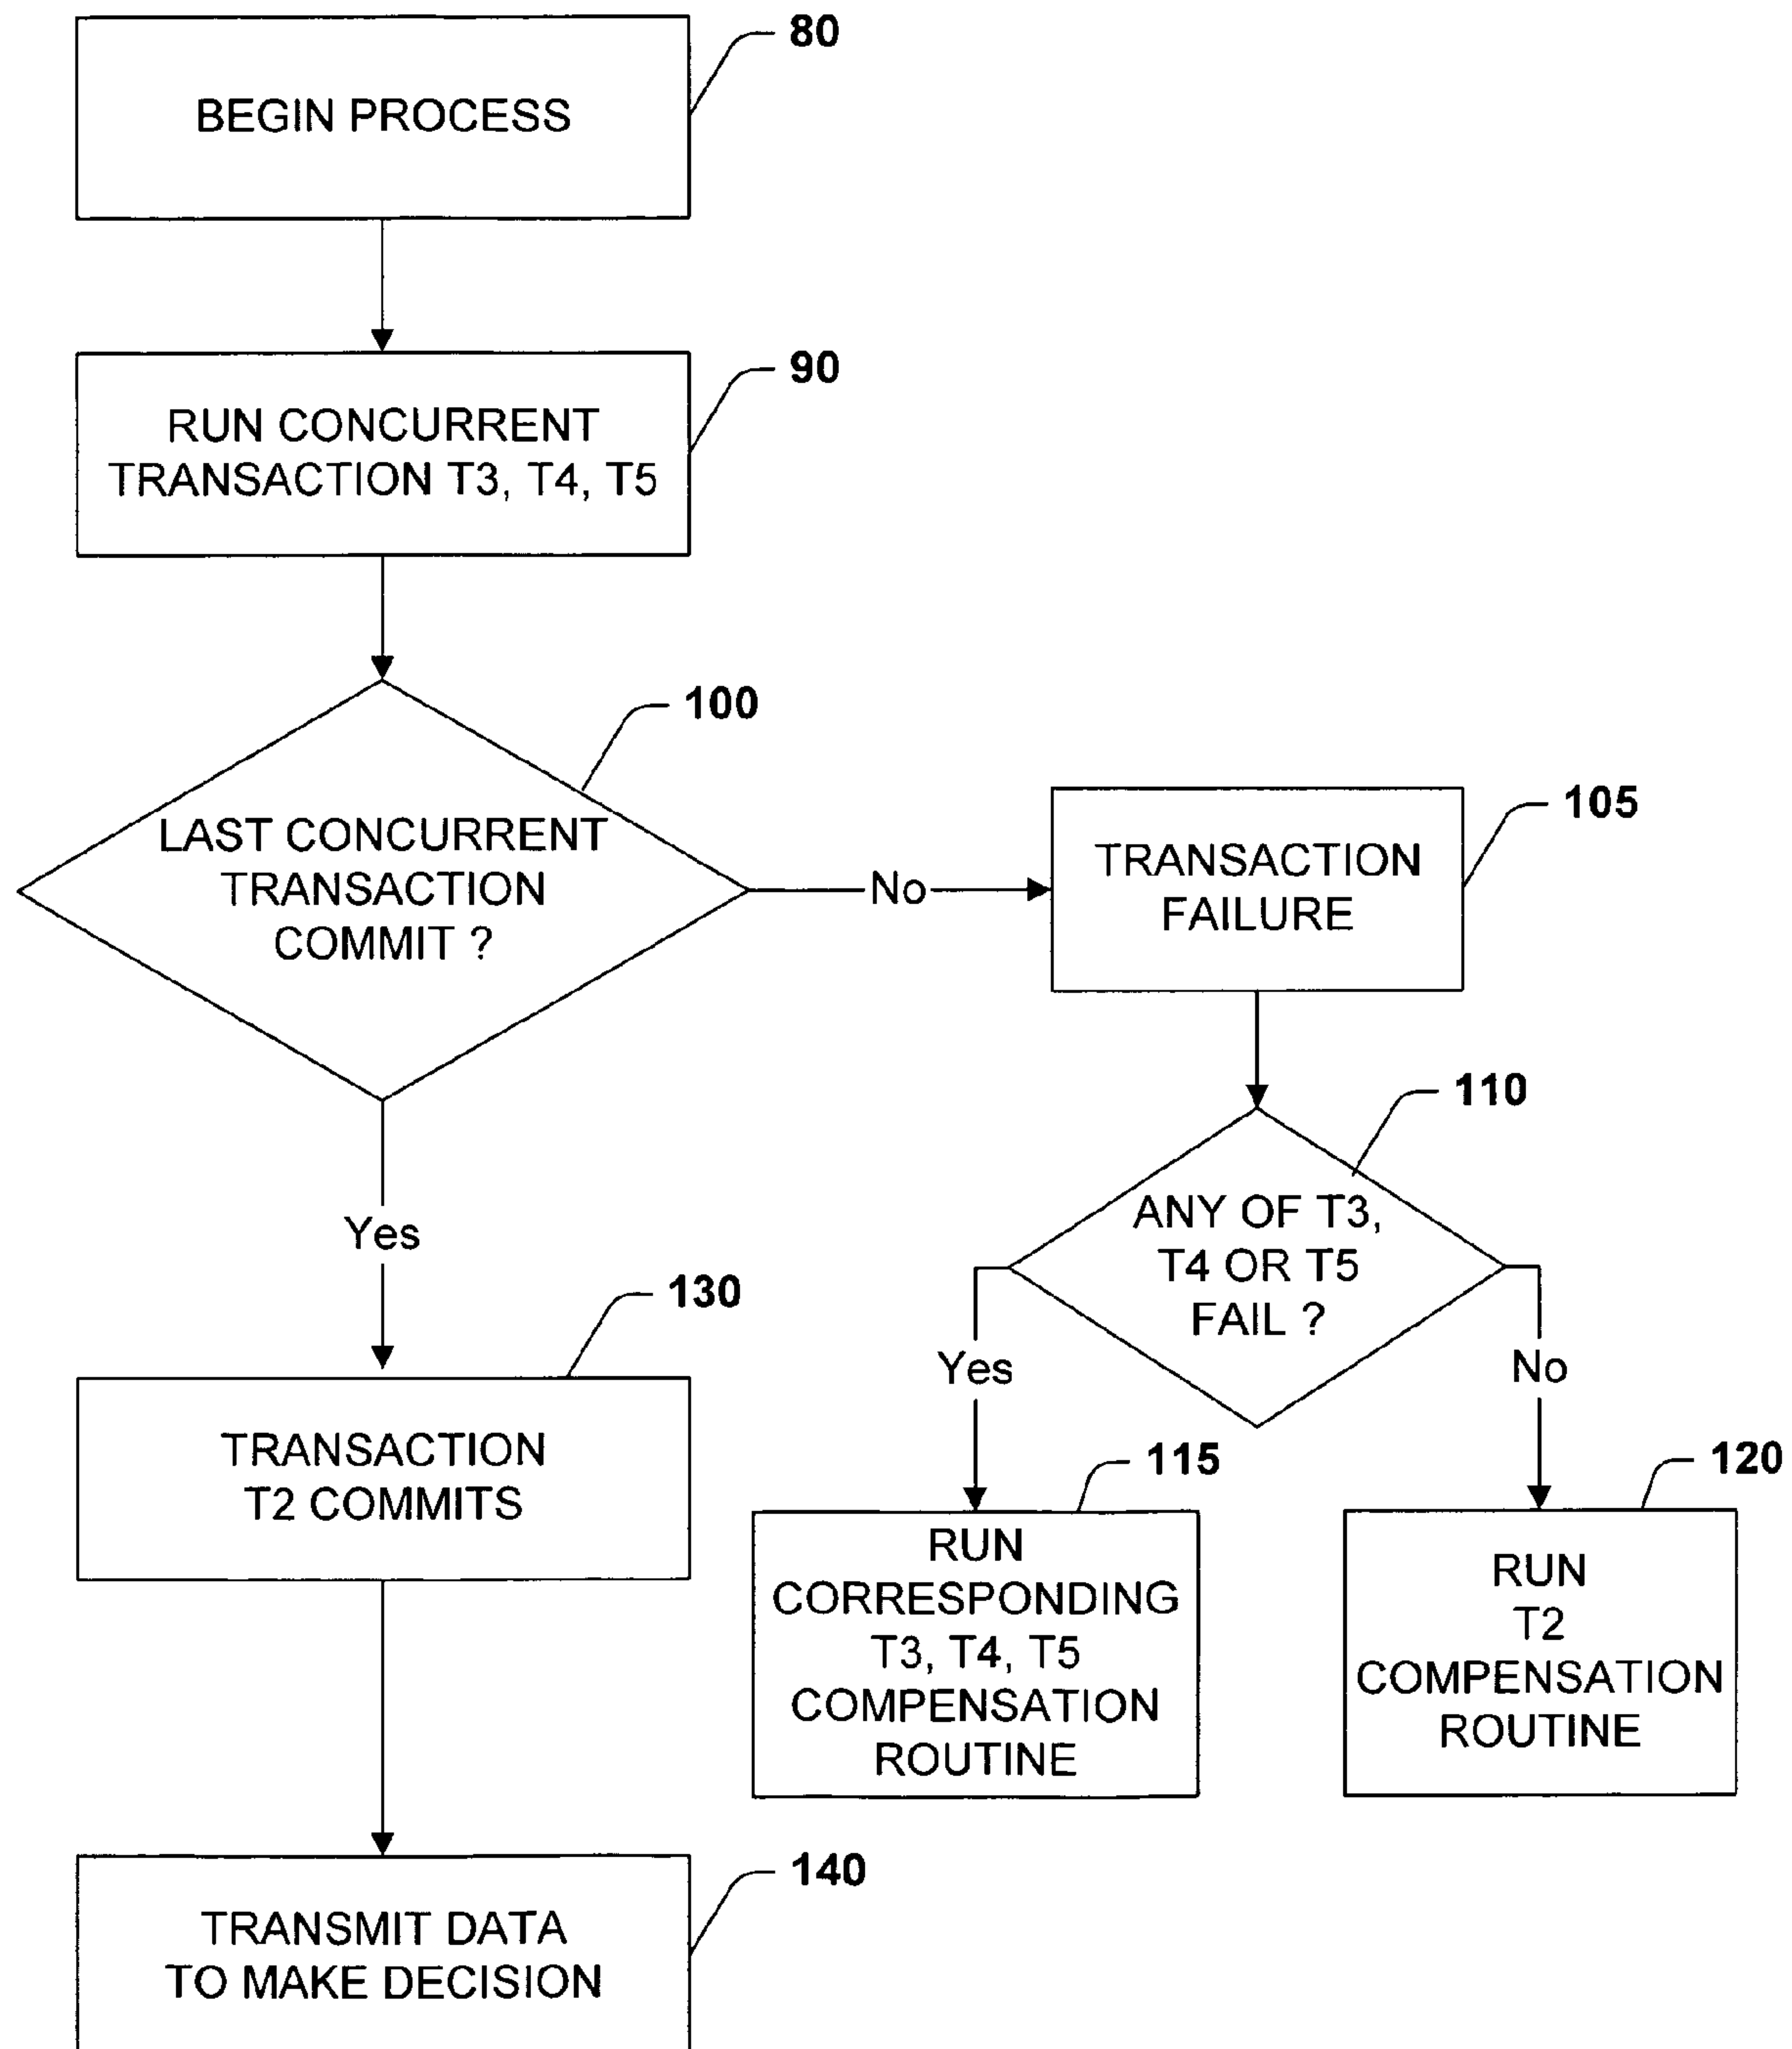 80
BEGIN PROCESS
90
RUN CONCURRENT
TRANSACTION T3, T4, T5
100
LAST CONCURRENT
TRANSACTION
COMMIT ?
No
105
TRANSACTION
FAILURE
110
ANY OF T3,
T4 OR T5
FAIL ?
Yes
No
Yes
130
TRANSACTION
T2 COMMITS
115
RUN
CORRESPONDING
T3, T4, T5
COMPENSATION
ROUTINE
120
RUN
T2
COMPENSATION
ROUTINE
140
TRANSMIT DATA
TO MAKE DECISION